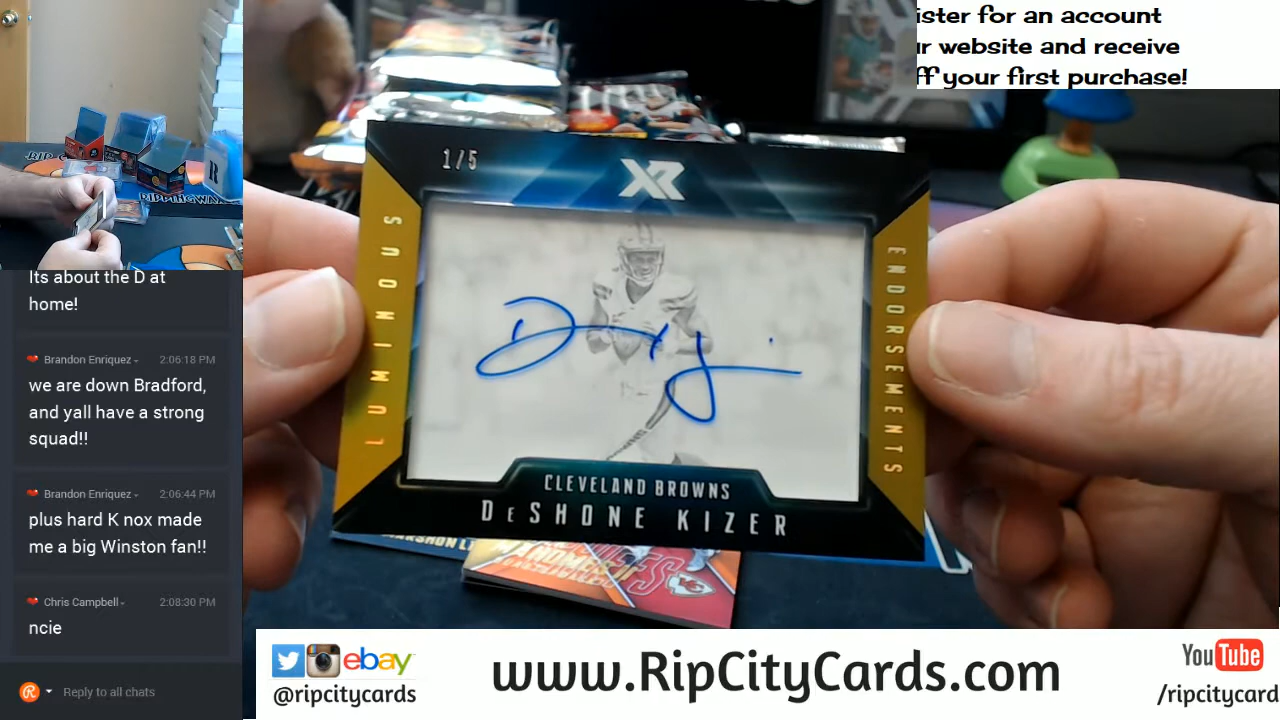 ister for an account
r website and receive
ff your first purchase!
Its about the D at
home!
Brandon Enriquez
2:06:18 PM
we are down Bradford,
and yall have a strong
squad!!
Brandon Enriquez
2:06:44 PM
plus hard K nox made
me a big Winston fan!!
Chris Campbell
2:08:30 PM
ncie
Reply to all chats
1/5
XR
LUMINOUS
ENDORSEMENTS
CLEVELAND BROWNS
DeSHONE KIZER
ebay
@ripcitycards
www.RipCityCards.com
YouTube
/ripcitycard